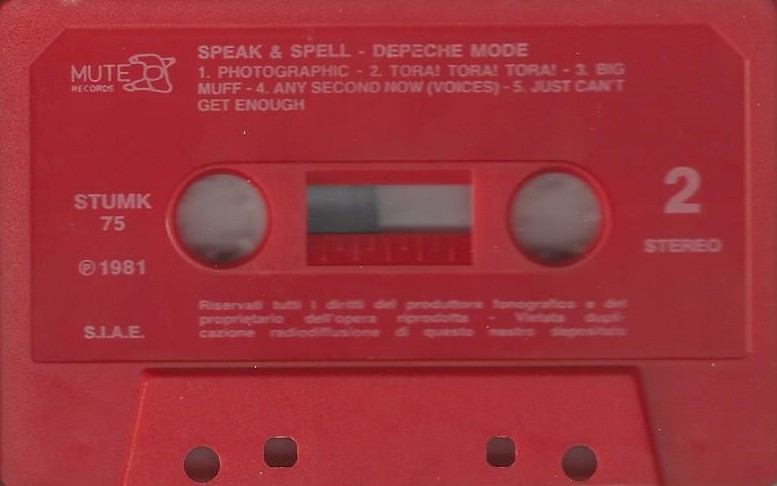 SPEAK & SPELL - DEPECHE MODE
1. PHOTOGRAPHIC - 2. TORA! TORA! TORA! - 3. BIG
MUFF - 4. ANY SECOND NOW (VOICES) - 5. JUST CAN'T
GET ENOUGH
MUTE
RECORDS
STUMK
75
℗ 1981
S.I.A.E.
2
STEREO
Riservati tutti i diritti del produttore fonografico e del
proprietario dell'opera riprodotta - Vietata dupli-
cazione radiodiffusione di questo nastro depositato